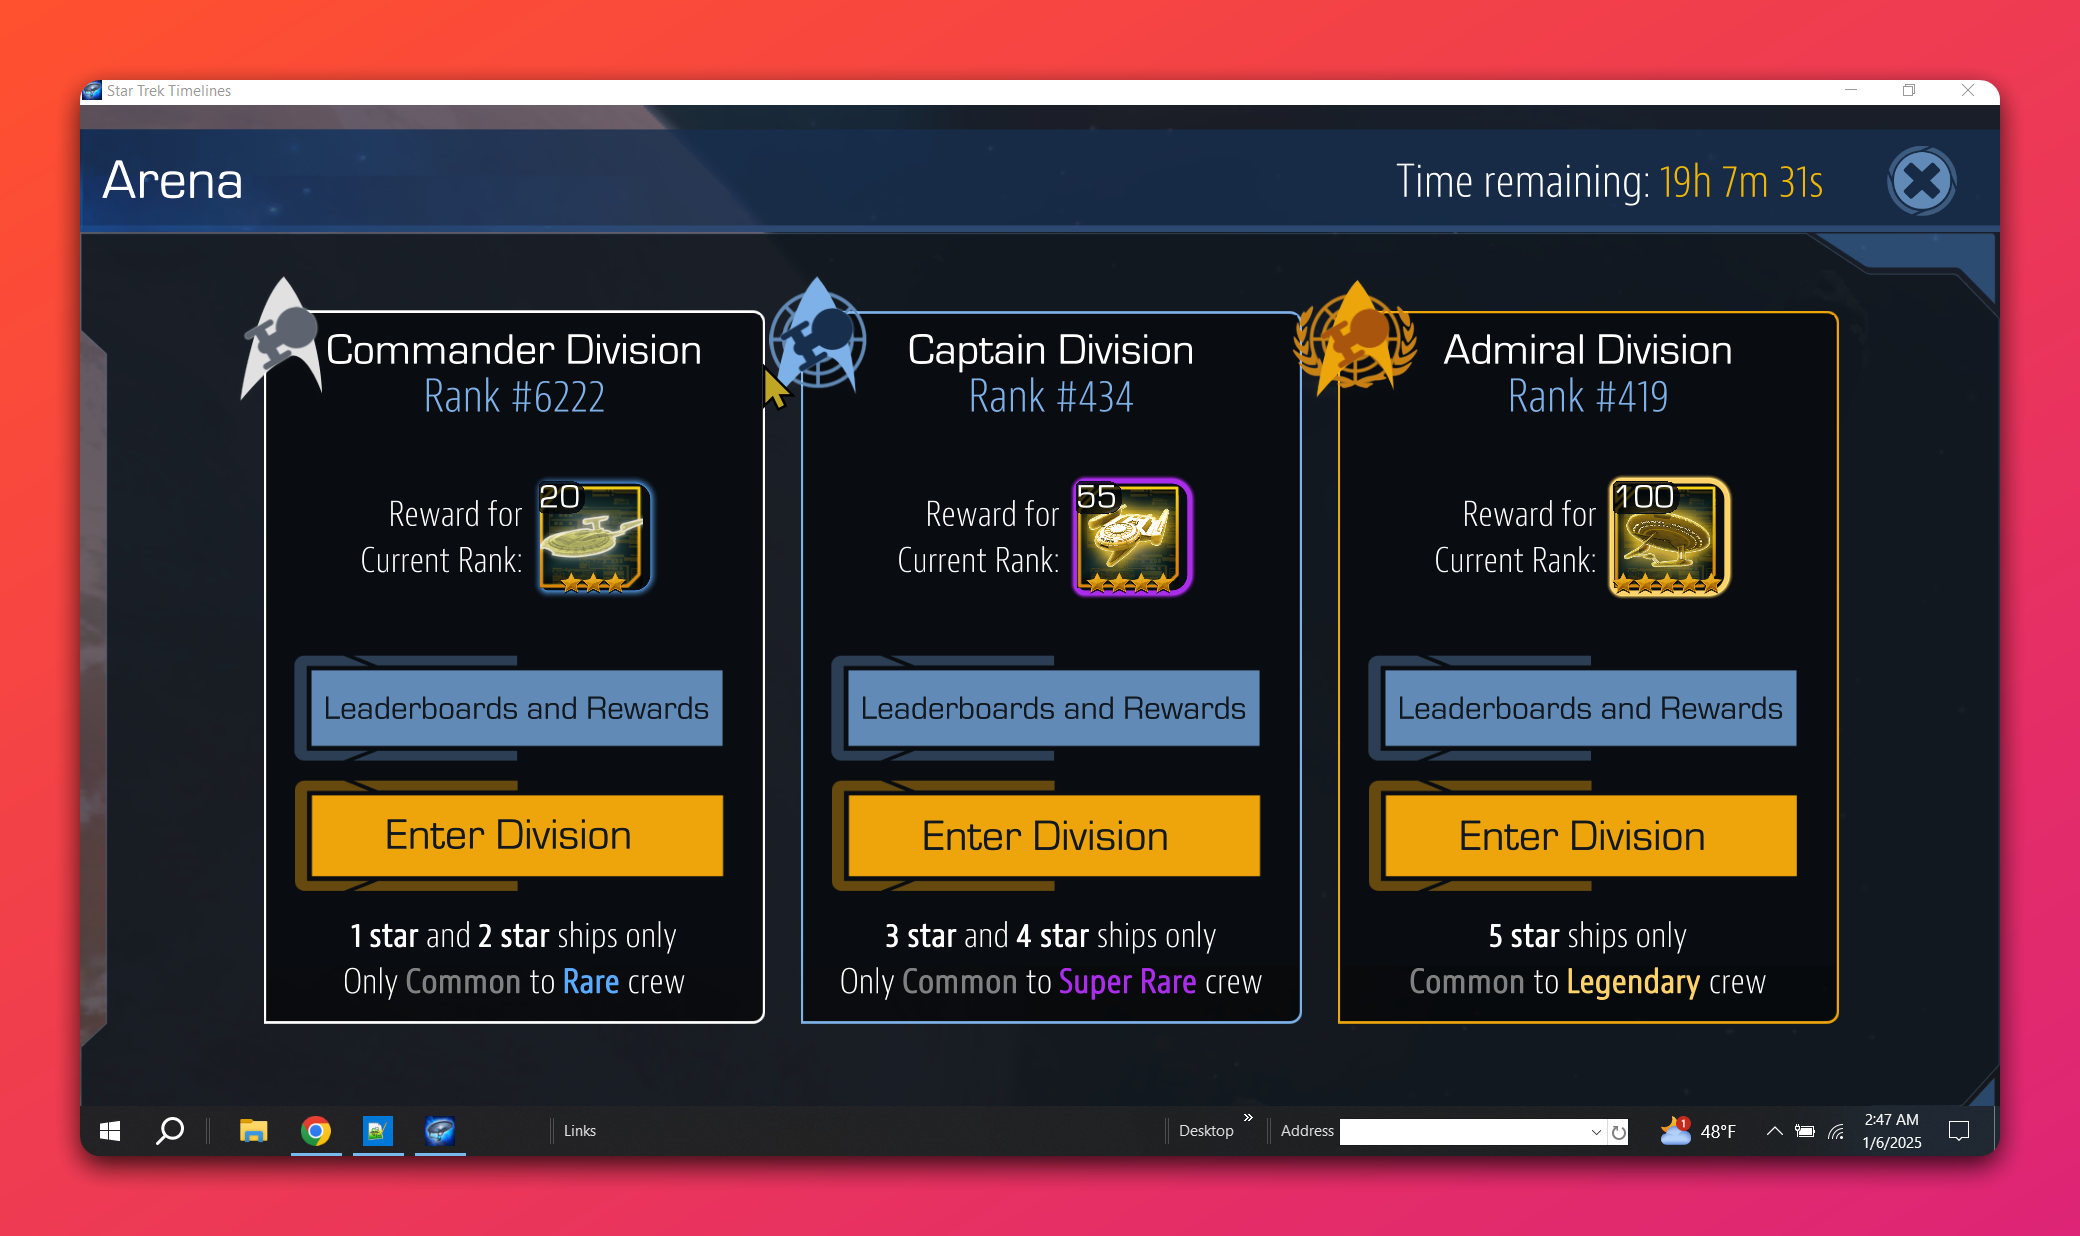 Star Trek Timelines
Arena
Time remaining: 19h 7m 31s
Commander Division
Rank #6222
Reward for
Current Rank:
20
Leaderboards and Rewards
Enter Division
1 star and 2 star ships only
Only Common to Rare crew
Captain Division
Rank #434
Reward for
Current Rank:
55
Leaderboards and Rewards
Enter Division
3 star and 4 star ships only
Only Common to Super Rare crew
Admiral Division
Rank #419
Reward for
Current Rank:
100
Leaderboards and Rewards
Enter Division
5 star ships only
Common to Legendary crew
Links
Desktop
»
Address
1
48°F
2:47 AM
1/6/2025